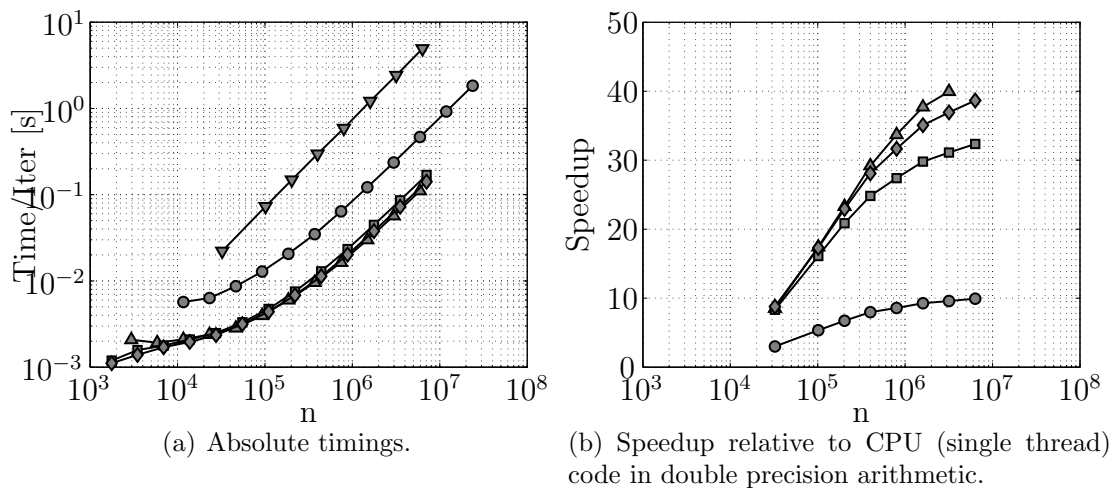 10^1
10^0
10^-1
10^-2
10^-3
Time/Iter [s]
10^3 10^4 10^5 10^6 10^7 10^8
n
(a) Absolute timings.
50
40
30
20
10
0
Speedup
10^3 10^4 10^5 10^6 10^7 10^8
n
(b) Speedup relative to CPU (single thread)
code in double precision arithmetic.